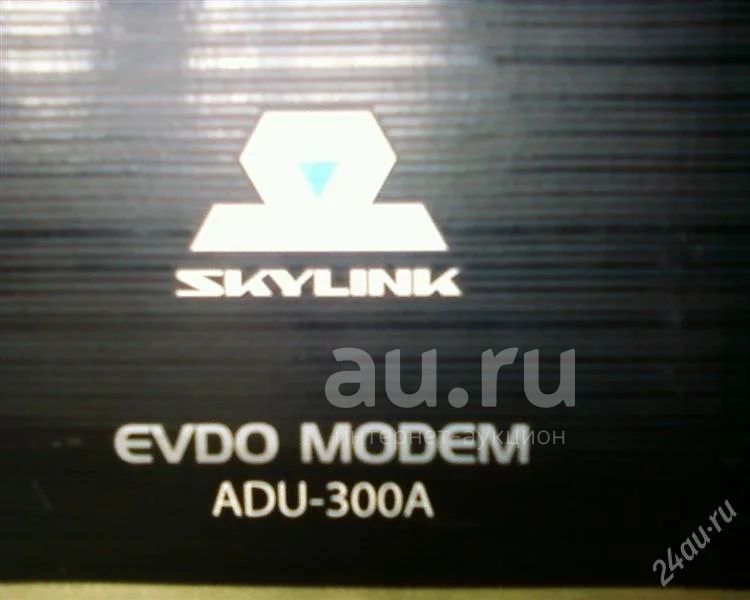 SKYLINK
au.ru
интернет-аукцион
EVDO MODEM
ADU-300A
24au.ru